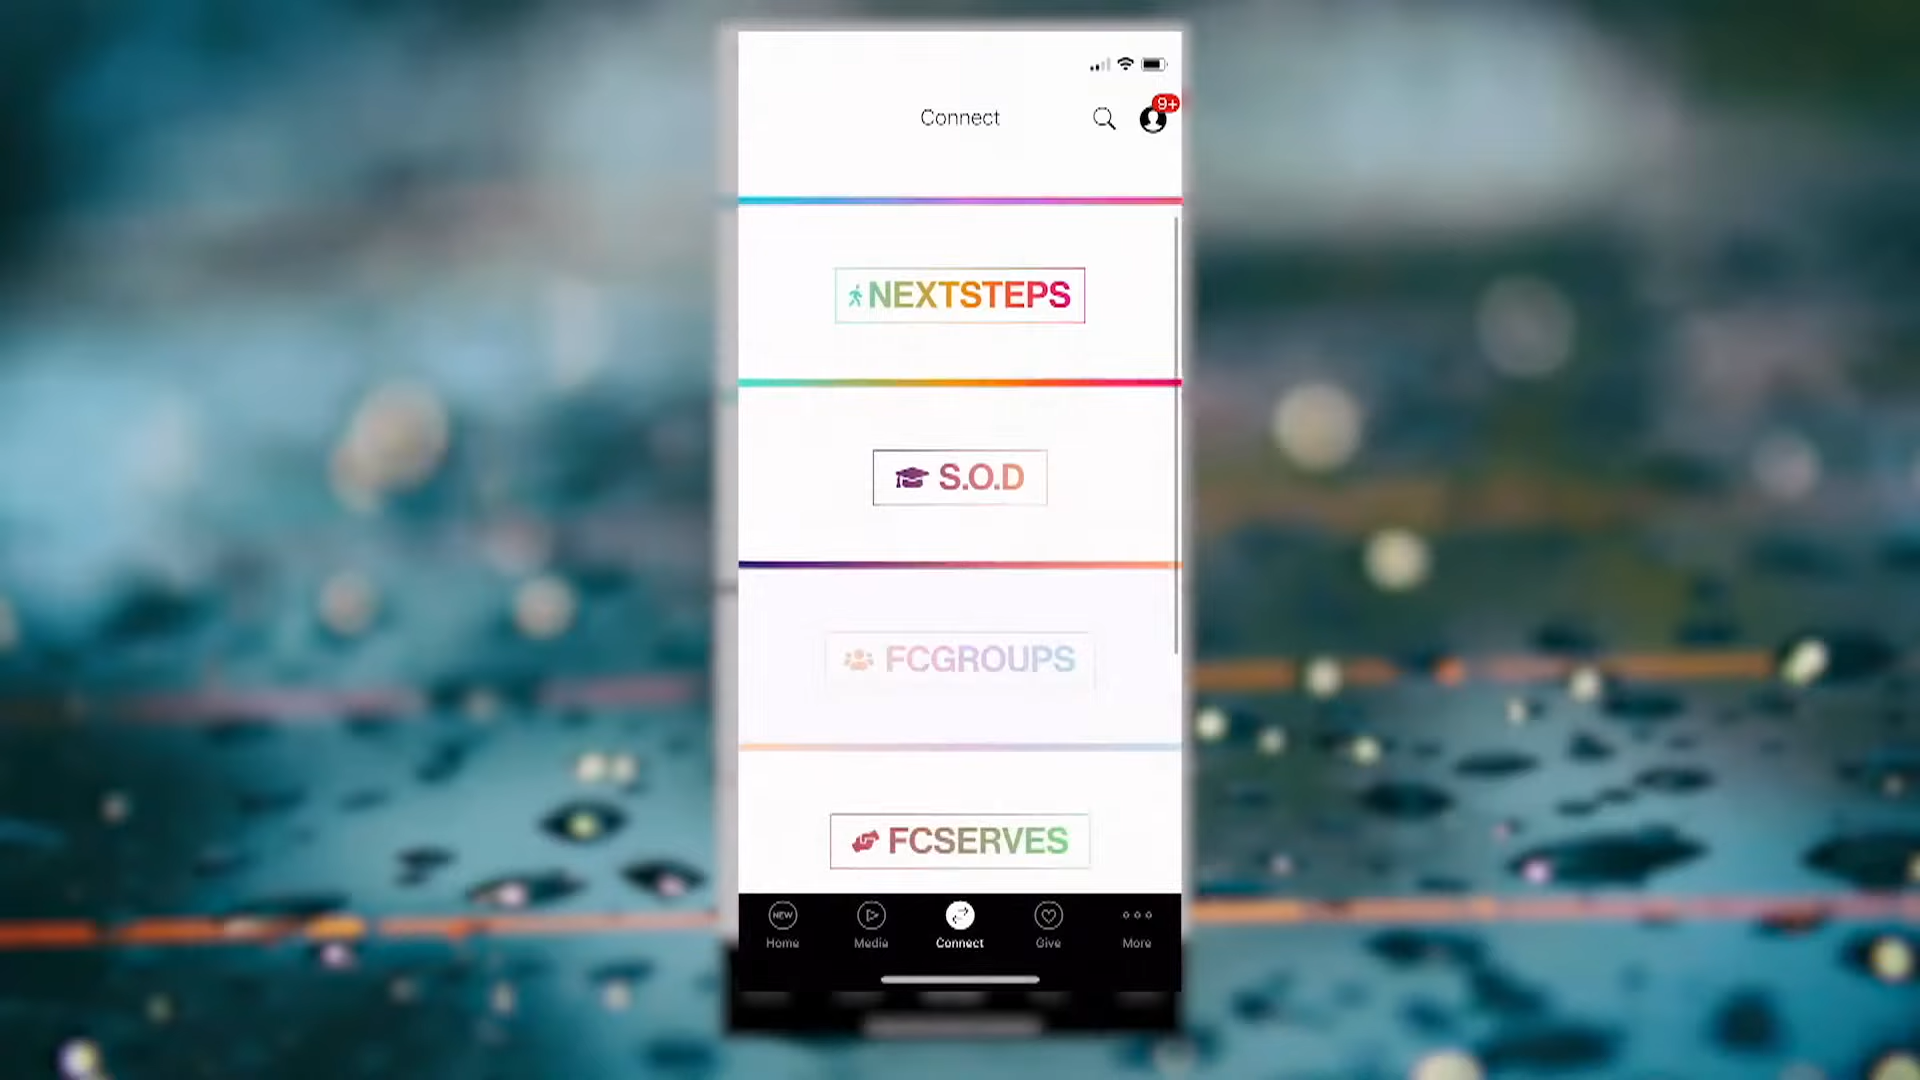 9+
Connect
NEXTSTEPS
S.O.D
FCGROUPS
FCSERVES
NEW
Home
Media
Connect
Give
More